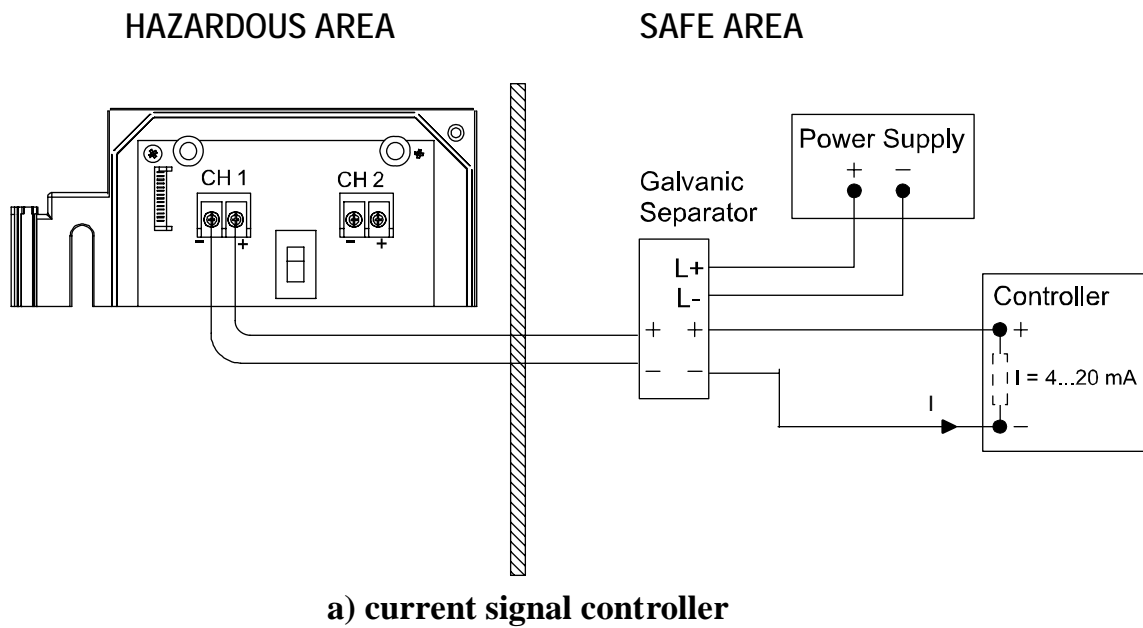 HAZARDOUS AREA
SAFE AREA
CH 1
CH 2
- +
- +
Galvanic
Separator
Power Supply
+ −
L+
L-
+ +
− −
Controller
+
I = 4...20 mA
−
I
a) current signal controller